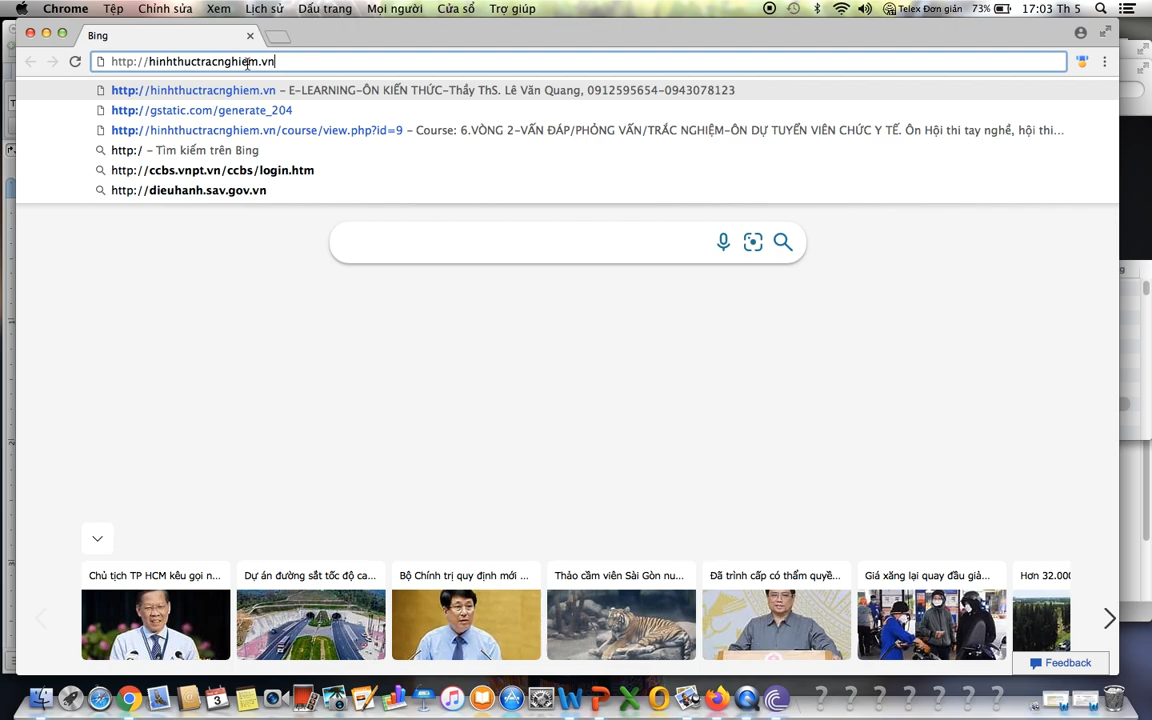 Chrome Tệp Chỉnh sửa Xem Lịch sử Dấu trang Mọi người Cửa sổ Trợ giúp Telex Đơn giản 73% 17:03 Th 5
Bing
http://hinhthuctracnghiem.vn
http://hinhthuctracnghiem.vn – E-LEARNING-ÔN KIẾN THỨC-Thầy ThS. Lê Văn Quang, 0912595654-0943078123
http://gstatic.com/generate_204
http://hinhthuctracnghiem.vn/course/view.php?id=9 – Course: 6.VÒNG 2-VẤN ĐÁP/PHỎNG VẤN/TRẮC NGHIỆM-ÔN DỰ TUYỂN VIÊN CHỨC Y TẾ. Ôn Hội thi tay nghề, hội thi...
http:/ – Tìm kiếm trên Bing
http://ccbs.vnpt.vn/ccbs/login.htm
http://dieuhanh.sav.gov.vn
Chủ tịch TP HCM kêu gọi n...
Dự án đường sắt tốc độ ca...
Bộ Chính trị quy định mới ...
Thảo cầm viên Sài Gòn nu...
Đã trình cấp có thẩm quyề...
Giá xăng lại quay đầu giả...
Hơn 32.000
Feedback
3
? ? ? ? ? ? ?